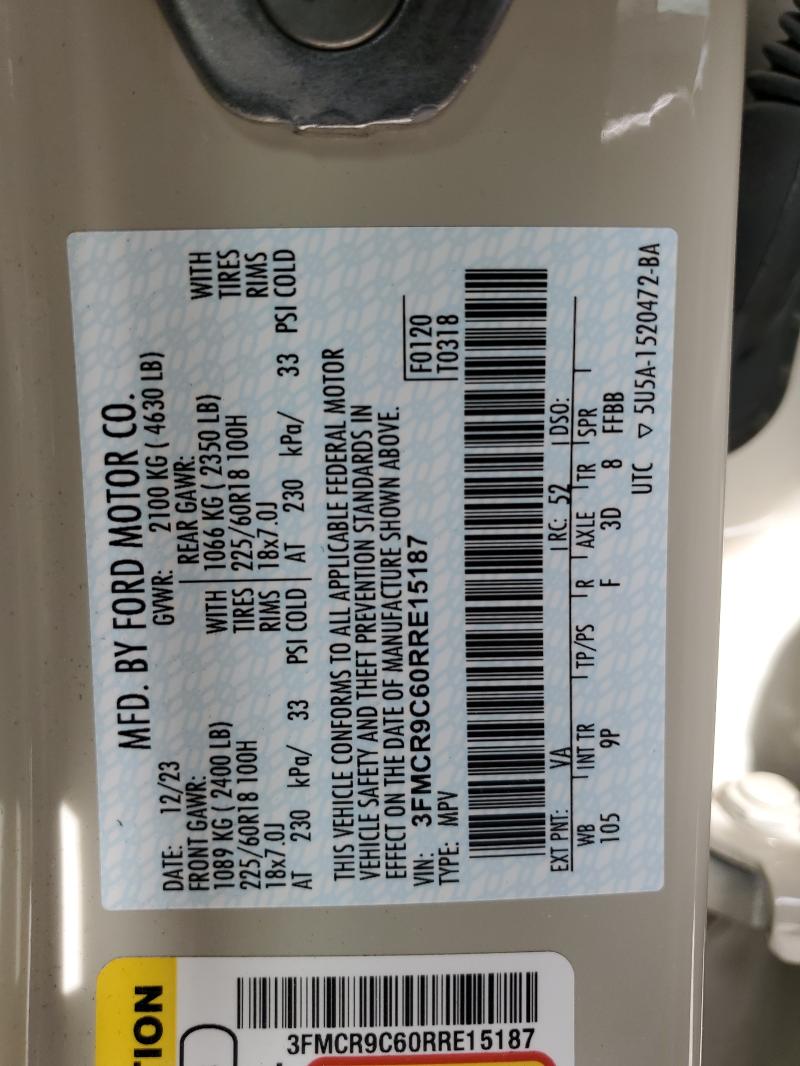 MFD. BY FORD MOTOR CO.
DATE: 12/23 GVWR: 2100 KG ( 4630 LB)
FRONT GAWR: REAR GAWR:
1089 KG ( 2400 LB) WITH 1066 KG ( 2350 LB) WITH
225/60R18 100H TIRES 225/60R18 100H TIRES
18x7.0J RIMS 18x7.0J RIMS
AT 230 kPa/ 33 PSI COLD AT 230 kPa/ 33 PSI COLD
THIS VEHICLE CONFORMS TO ALL APPLICABLE FEDERAL MOTOR
VEHICLE SAFETY AND THEFT PREVENTION STANDARDS IN
EFFECT ON THE DATE OF MANUFACTURE SHOWN ABOVE.
VIN: 3FMCR9C60RRE15187 F0120
TYPE: MPV T0318
EXT PNT: VA RC: 52 DSO:
WB INT TR TP/PS R AXLE TR SPR
105 9P F 3D 8 FFBB
UTC ▽ 5U5A-1520472-BA
TION
3FMCR9C60RRE15187